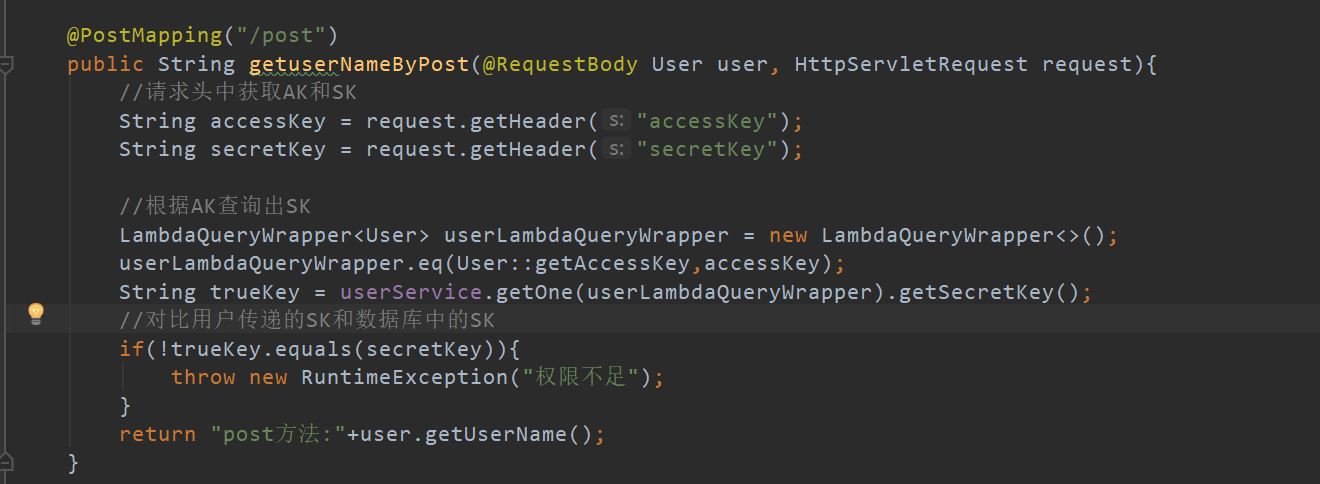 @PostMapping("/post")
public String getuserNameByPost(@RequestBody User user, HttpServletRequest request){
//请求头中获取AK和SK
String accessKey = request.getHeader( s: "accessKey");
String secretKey = request.getHeader( s: "secretKey");
//根据AK查询出SK
LambdaQueryWrapper<User> userLambdaQueryWrapper = new LambdaQueryWrapper<>();
userLambdaQueryWrapper.eq(User::getAccessKey,accessKey);
String trueKey = userService.getOne(userLambdaQueryWrapper).getSecretKey();
//对比用户传递的SK和数据库中的SK
if(!trueKey.equals(secretKey)){
throw new RuntimeException("权限不足");
}
return "post方法:"+user.getUserName();
}